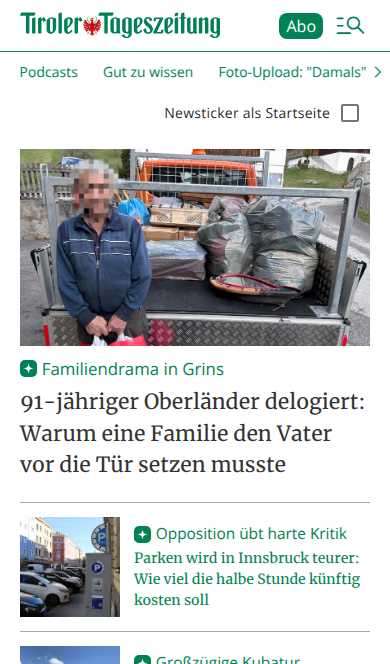 Tiroler Tageszeitung
Abo
Podcasts Gut zu wissen Foto-Upload: "Damals"
Newsticker als Startseite
Familiendrama in Grins
91-jähriger Oberländer delogiert:
Warum eine Familie den Vater
vor die Tür setzen musste
Opposition übt harte Kritik
Parken wird in Innsbruck teurer:
Wie viel die halbe Stunde künftig
kosten soll
Großzügige Kubatur